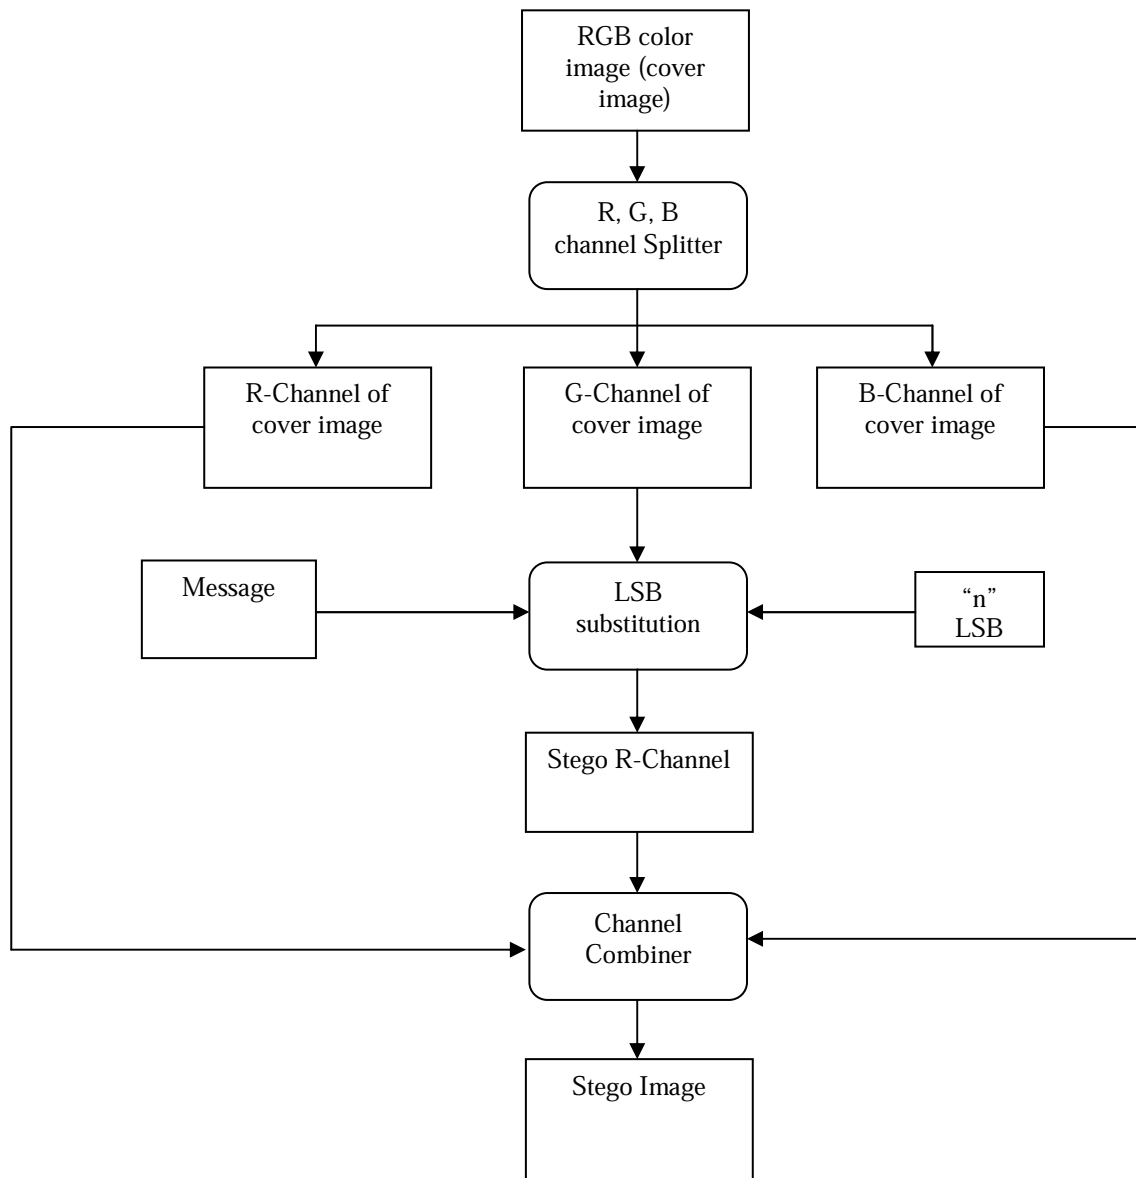 RGB color
image (cover
image)
R, G, B
channel Splitter
R-Channel of
cover image
G-Channel of
cover image
B-Channel of
cover image
Message
LSB
substitution
“n”
LSB
Stego R-Channel
Channel
Combiner
Stego Image